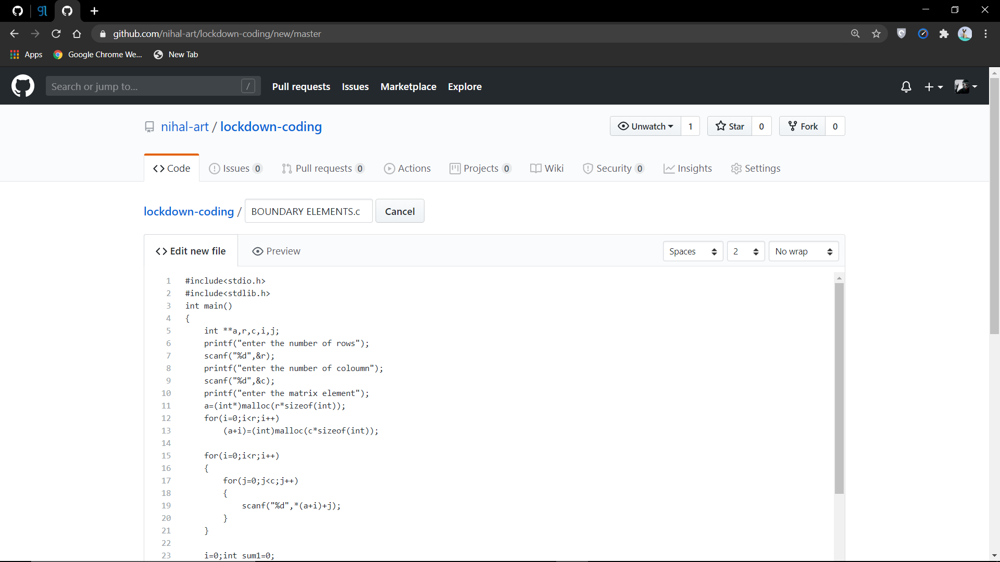 gl
github.com/nihal-art/lockdown-coding/new/master
Apps Google Chrome We... New Tab
Search or jump to... / Pull requests Issues Marketplace Explore
nihal-art / lockdown-coding Unwatch 1 Star 0 Fork 0
Code Issues 0 Pull requests 0 Actions Projects 0 Wiki Security 0 Insights Settings
lockdown-coding / BOUNDARY ELEMENTS.c Cancel
Edit new file Preview Spaces 2 No wrap
1 #include<stdio.h>
2 #include<stdlib.h>
3 int main()
4 {
5 int **a,r,c,i,j;
6 printf("enter the number of rows");
7 scanf("%d",&r);
8 printf("enter the number of coloumn");
9 scanf("%d",&c);
10 printf("enter the matrix element");
11 a=(int*)malloc(r*sizeof(int));
12 for(i=0;i<r;i++)
13 (a+i)=(int)malloc(c*sizeof(int));
14
15 for(i=0;i<r;i++)
16 {
17 for(j=0;j<c;j++)
18 {
19 scanf("%d",*(a+i)+j);
20 }
21 }
22
23 i=0;int sum1=0;